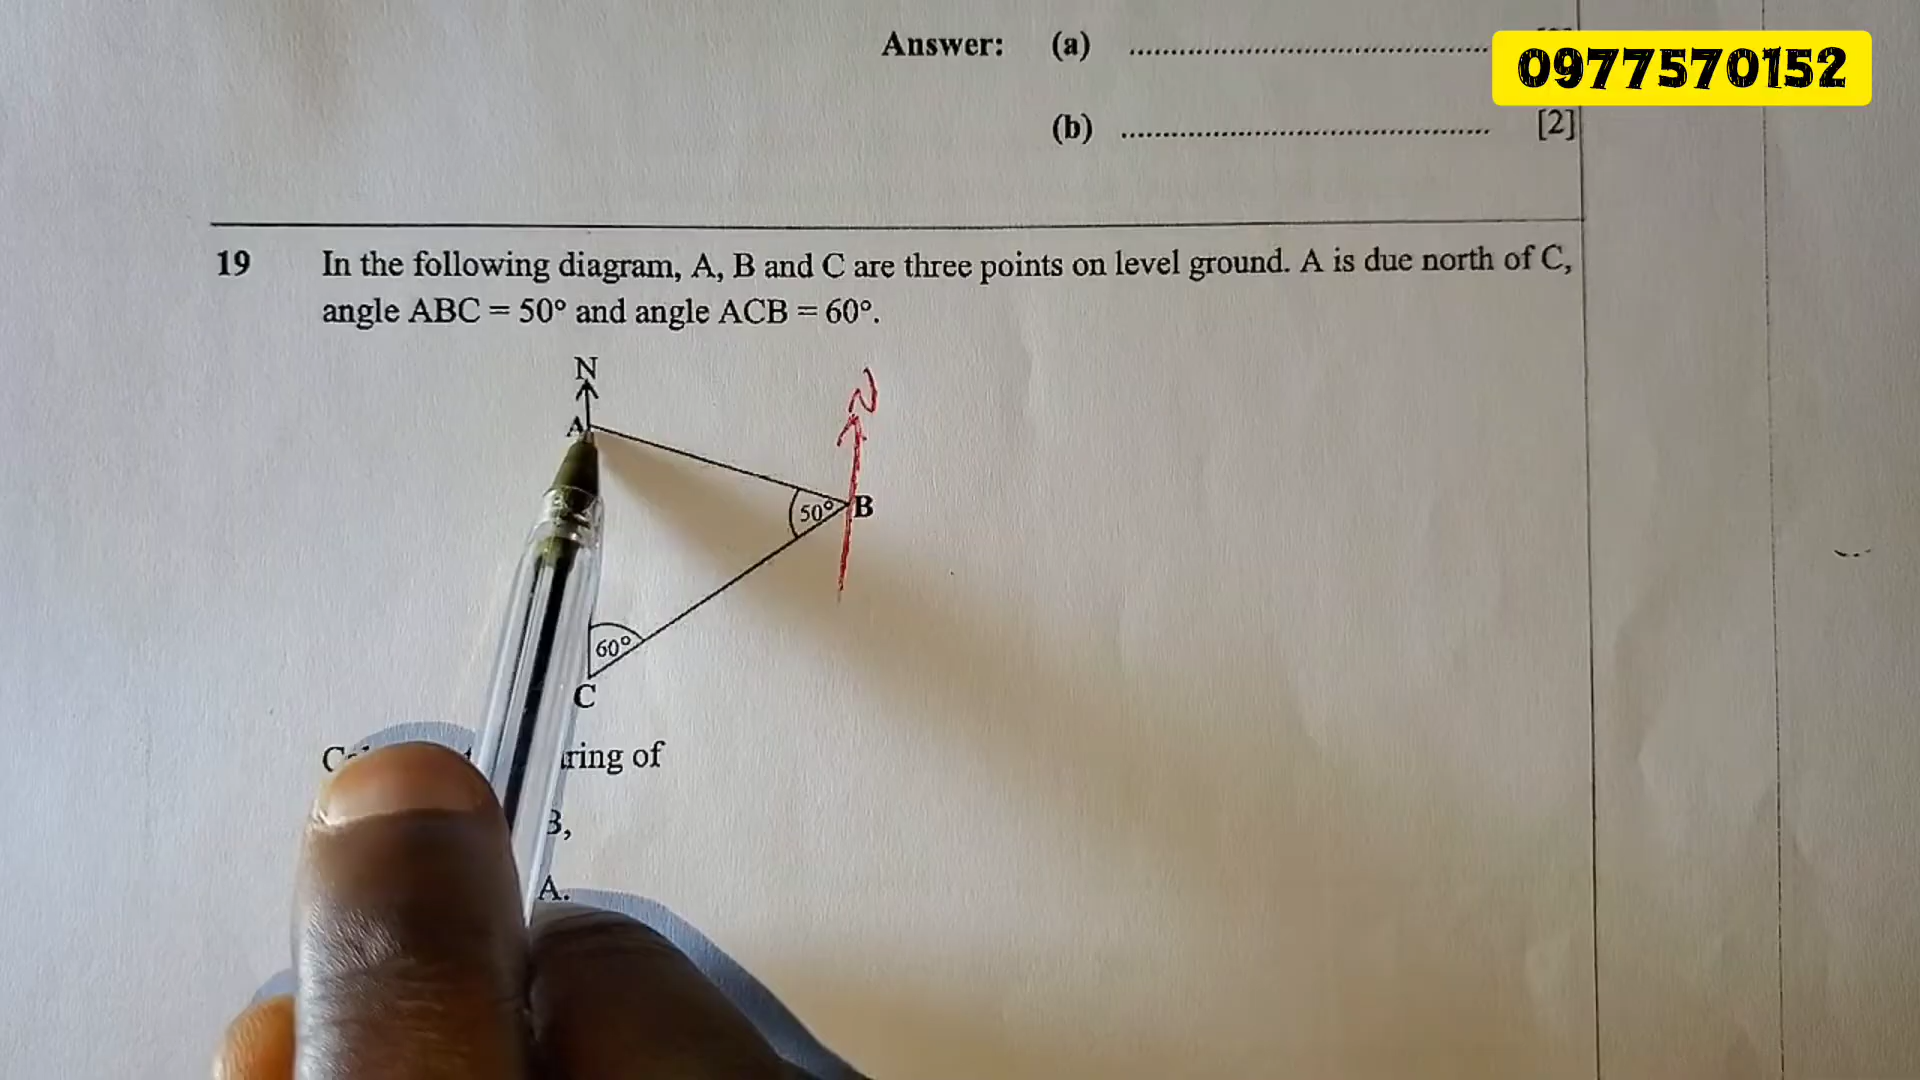 Answer: (a) ................................................
0977570152
(b) ................................................ [2]
19 In the following diagram, A, B and C are three points on level ground. A is due north of C,
angle ABC = 50° and angle ACB = 60°.
N
N
A
50° B
60°
C
ring of
B,
A.